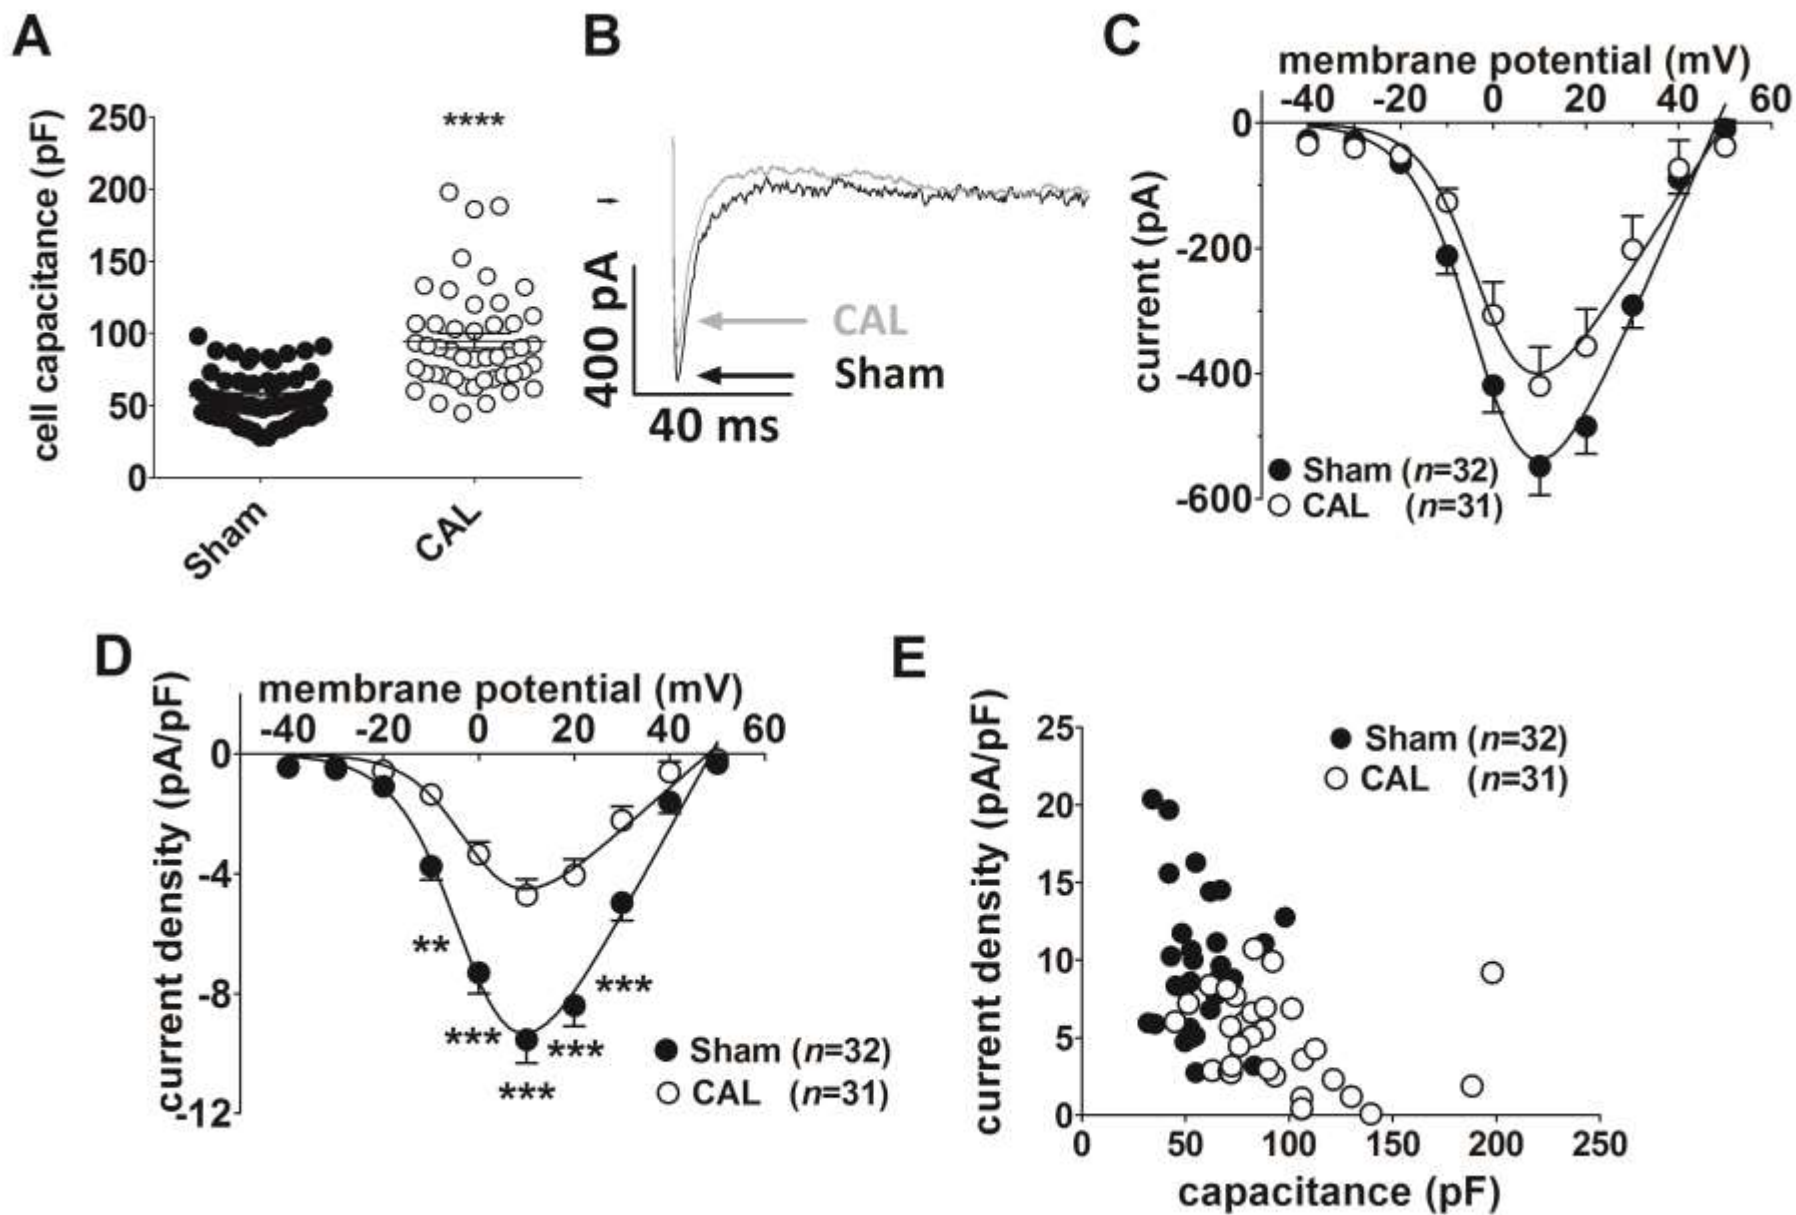 A
cell capacitance (pF)
250
200
150
100
50
0
****
Sham
CAL
B
400 pA
40 ms
CAL
Sham
C
membrane potential (mV)
-40 -20 0 20 40 60
current (pA)
0
-200
-400
-600
Sham (n=32)
CAL (n=31)
D
membrane potential (mV)
-40 -20 0 20 40 60
current density (pA/pF)
0
-4
-8
-12
**
***
***
***
***
Sham (n=32)
CAL (n=31)
E
current density (pA/pF)
25
20
15
10
5
0
0 50 100 150 200 250
capacitance (pF)
Sham (n=32)
CAL (n=31)